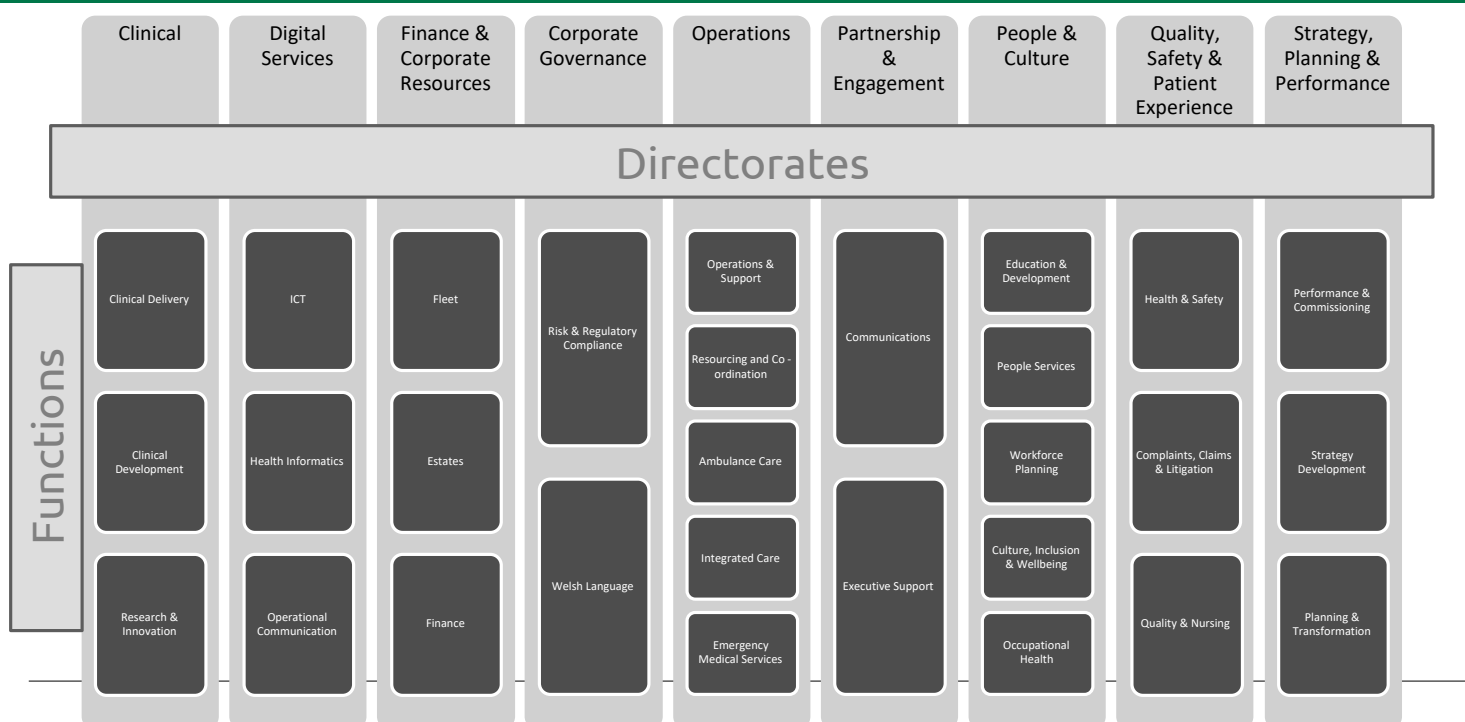 Clinical
Digital
Services
Finance &
Corporate
Resources
Corporate
Governance
Operations
Partnership
&
Engagement
People &
Culture
Quality,
Safety &
Patient
Experience
Strategy,
Planning &
Performance
Directorates
Functions
Clinical Delivery
Clinical
Development
Research &
Innovation
ICT
Health Informatics
Operational
Communication
Fleet
Estates
Finance
Risk & Regulatory
Compliance
Welsh Language
Operations &
Support
Resourcing and Co -
ordination
Ambulance Care
Integrated Care
Emergency
Medical Services
Communications
Executive Support
Education &
Development
People Services
Workforce
Planning
Culture, Inclusion
& Wellbeing
Occupational
Health
Health & Safety
Complaints, Claims
& Litigation
Quality & Nursing
Performance &
Commissioning
Strategy
Development
Planning &
Transformation